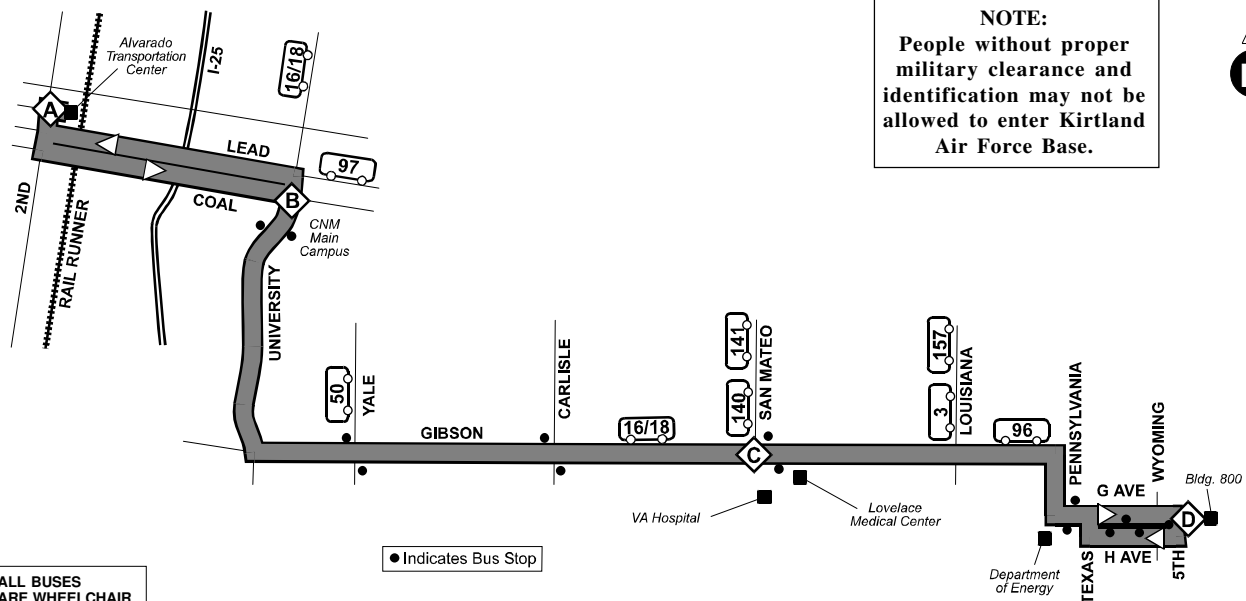 NOTE:
People without proper
military clearance and
identification may not be
allowed to enter Kirtland
Air Force Base.
Alvarado
Transportation
Center
I-25
16/18
A
LEAD
97
COAL
B
2ND
RAIL RUNNER
CNM
Main
Campus
UNIVERSITY
50
YALE
CARLISLE
GIBSON
16/18
141
140
SAN MATEO
157
3
LOUISIANA
96
C
VA Hospital
Lovelace
Medical Center
PENNSYLVANIA
WYOMING
G AVE
D
Bldg. 800
H AVE
TEXAS
5TH
Department
of Energy
Indicates Bus Stop
ALL BUSES
ARE WHEELCHAIR